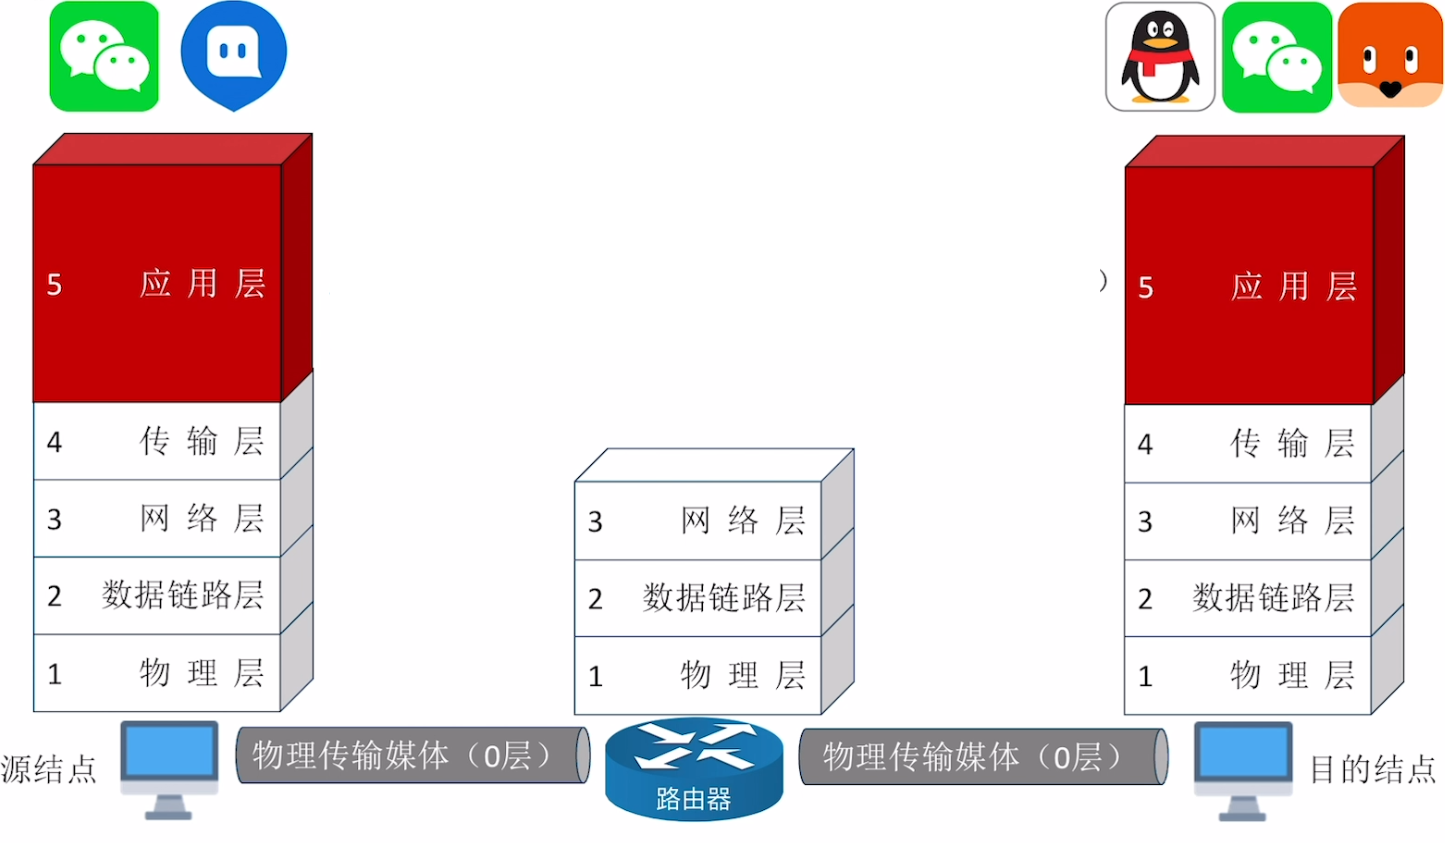 5 应用层
4 传输层
3 网络层
2 数据链路层
1 物理层
源结点
物理传输媒体（0层）
3 网络层
2 数据链路层
1 物理层
路由器
物理传输媒体（0层）
）
5 应用层
4 传输层
3 网络层
2 数据链路层
1 物理层
目的结点